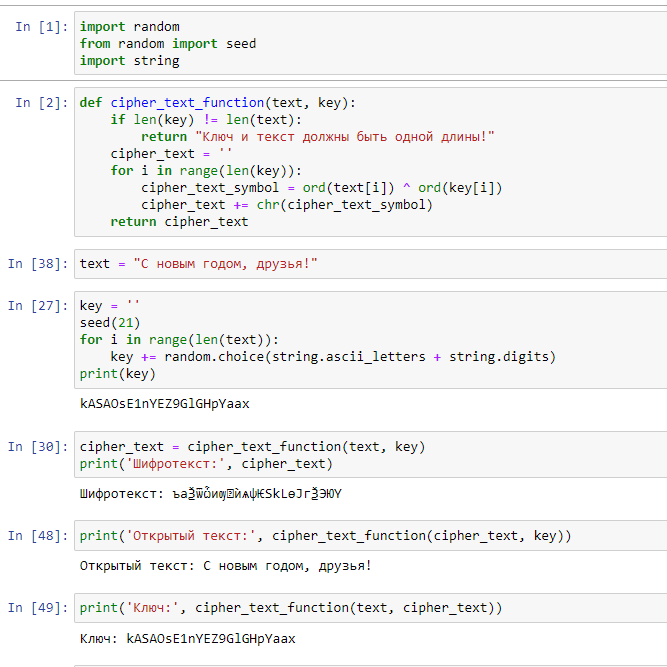 In [1]: import random
from random import seed
import string
In [2]: def cipher_text_function(text, key):
    if len(key) != len(text):
        return "Ключ и текст должны быть одной длины!"
    cipher_text = ''
    for i in range(len(key)):
        cipher_text_symbol = ord(text[i]) ^ ord(key[i])
        cipher_text += chr(cipher_text_symbol)
    return cipher_text
In [38]: text = "С новым годом, друзья!"
In [27]: key = ''
seed(21)
for i in range(len(text)):
    key += random.choice(string.ascii_letters + string.digits)
print(key)
kASAOsE1nYEZ9GlGHpYaax
In [30]: cipher_text = cipher_text_function(text, key)
print('Шифротекст:', cipher_text)
Шифротекст:
In [48]: print('Открытый текст:', cipher_text_function(cipher_text, key))
Открытый текст: С новым годом, друзья!
In [49]: print('Ключ:', cipher_text_function(text, cipher_text))
Ключ: kASAOsE1nYEZ9GlGHpYaax